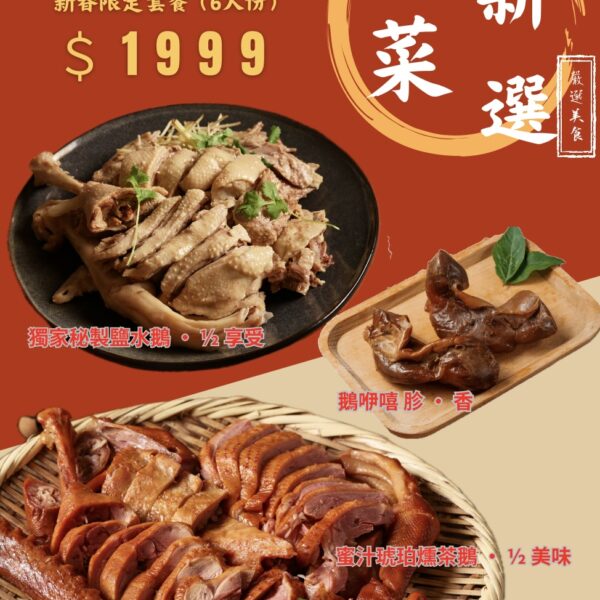 新春限定套餐（6人份）
$ 1999
新
菜
選
嚴選美食
獨家秘製鹽水鵝 · ½ 享受
鵝咿嘻胗 · 香
蜜汁琥珀燻茶鵝 · ½ 美味